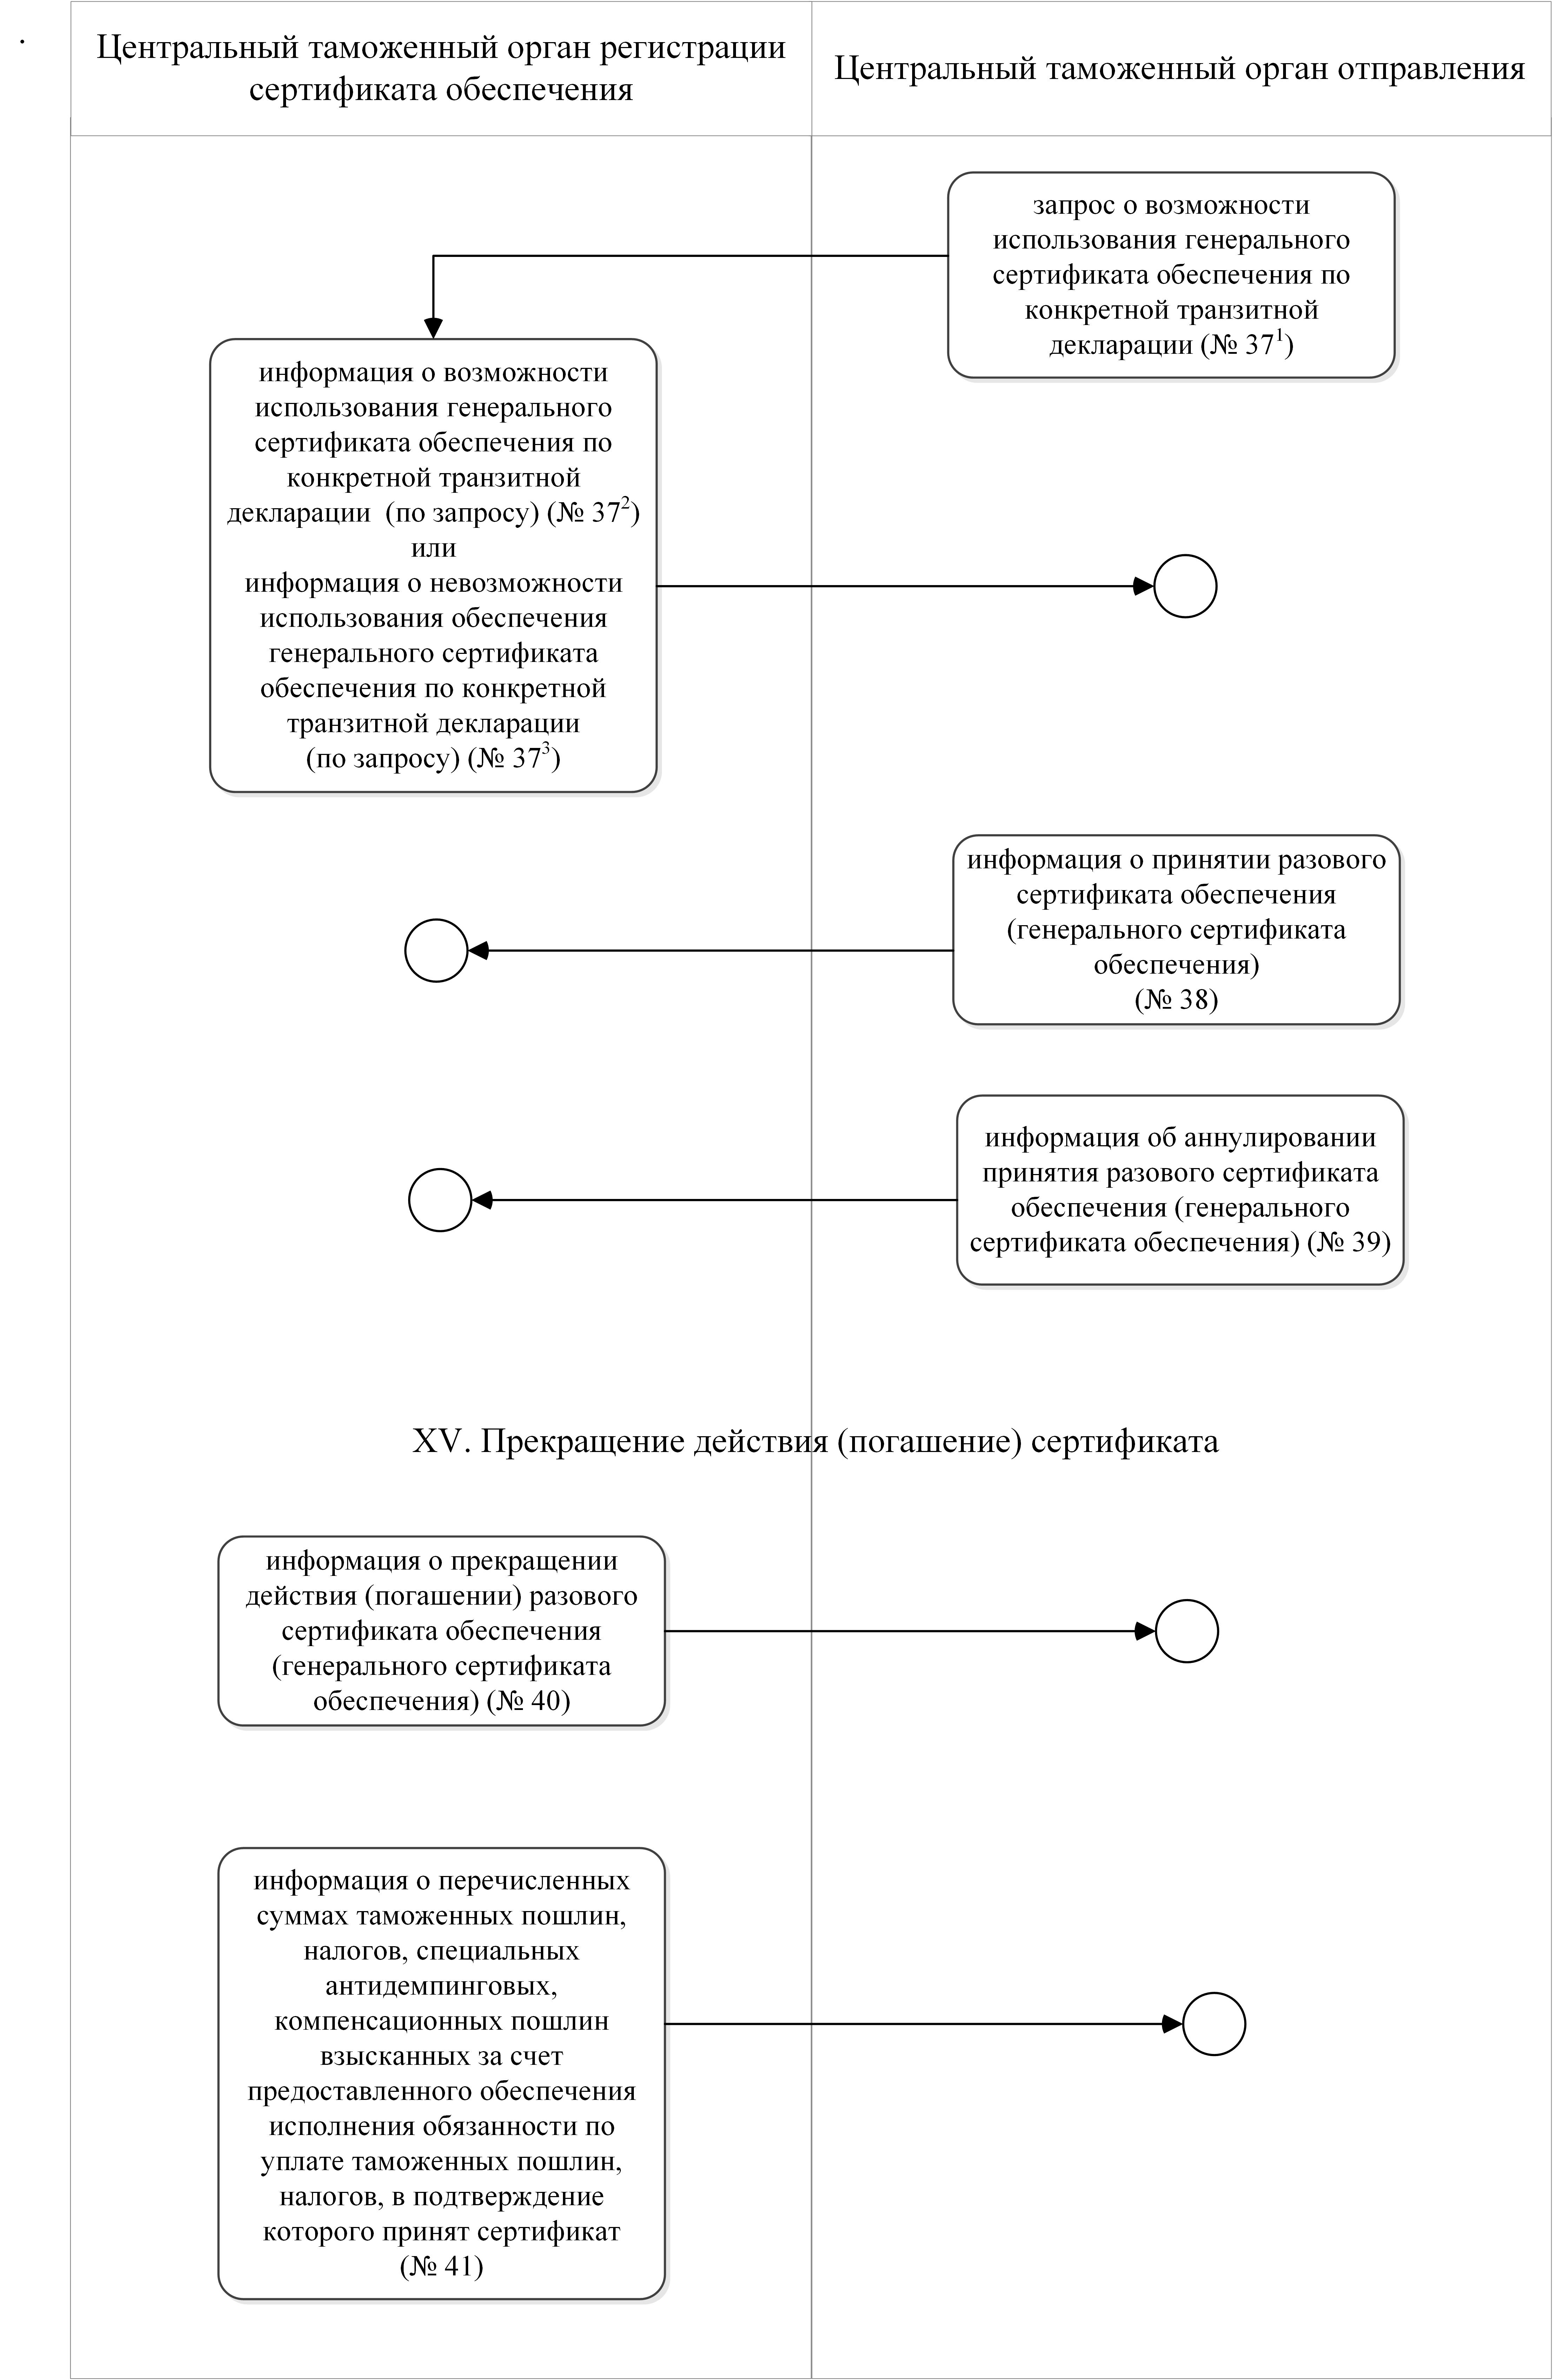 .
Центральный таможенный орган регистрации
сертификата обеспечения
Центральный таможенный орган отправления
запрос о возможности
использования генерального
сертификата обеспечения по
конкретной транзитной
декларации (№ 37¹)
информация о возможности
использования генерального
сертификата обеспечения по
конкретной транзитной
декларации (по запросу) (№ 37²)
или
информация о невозможности
использования обеспечения
генерального сертификата
обеспечения по конкретной
транзитной декларации
(по запросу) (№ 37³)
информация о принятии разового
сертификата обеспечения
(генерального сертификата
обеспечения)
(№ 38)
информация об аннулировании
принятия разового сертификата
обеспечения (генерального
сертификата обеспечения) (№ 39)
XV. Прекращение действия (погашение) сертификата
информация о прекращении
действия (погашении) разового
сертификата обеспечения
(генерального сертификата
обеспечения) (№ 40)
информация о перечисленных
суммах таможенных пошлин,
налогов, специальных
антидемпинговых,
компенсационных пошлин
взысканных за счет
предоставленного обеспечения
исполнения обязанности по
уплате таможенных пошлин,
налогов, в подтверждение
которого принят сертификат
(№ 41)